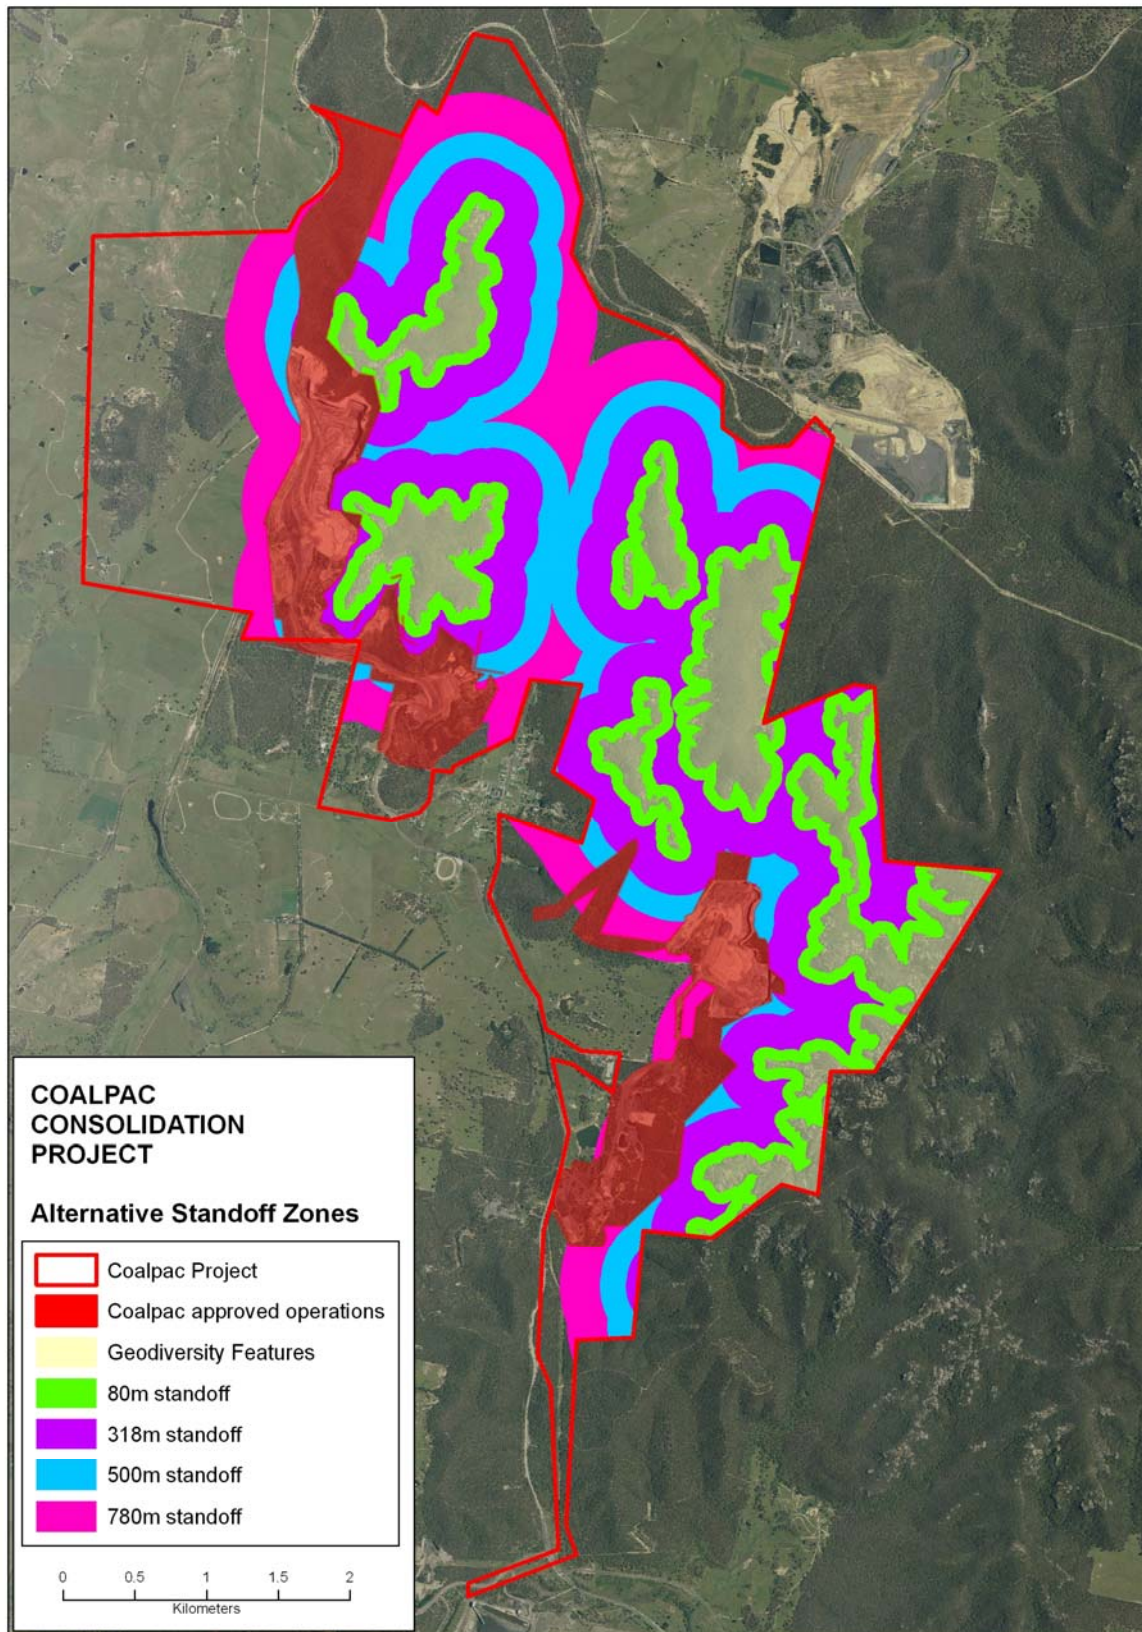 COALPAC
CONSOLIDATION
PROJECT
Alternative Standoff Zones
Coalpac Project
Coalpac approved operations
Geodiversity Features
80m standoff
318m standoff
500m standoff
780m standoff
0 0.5 1 1.5 2
Kilometers